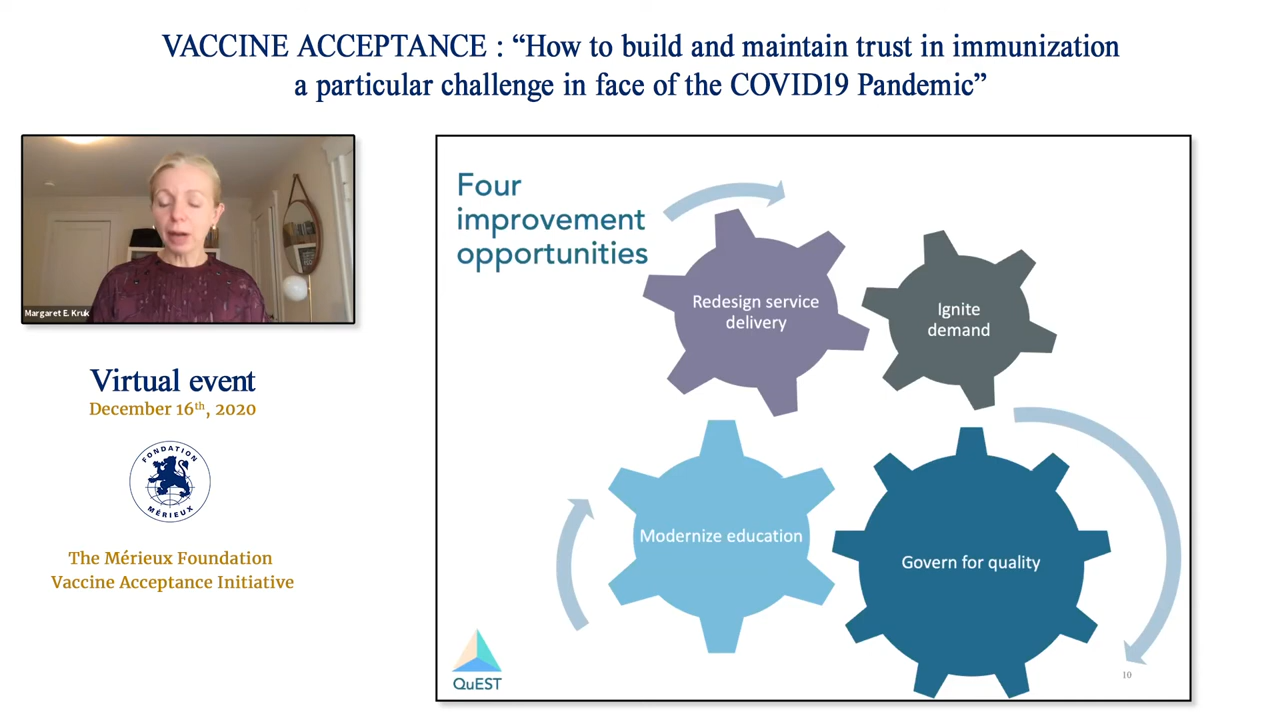 VACCINE ACCEPTANCE : “How to build and maintain trust in immunization
a particular challenge in face of the COVID19 Pandemic”
Margaret E. Kruk
Virtual event
December 16th, 2020
FONDATION
MÉRIEUX
The Mérieux Foundation
Vaccine Acceptance Initiative
Four
improvement
opportunities
Redesign service
delivery
Ignite
demand
Modernize education
Govern for quality
QuEST
10